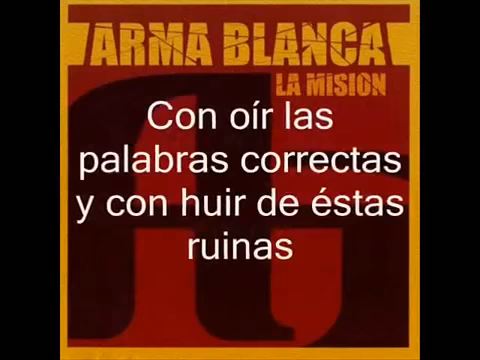 ARMA BLANCA
LA MISION
Con oír las
palabras correctas
y con huir de éstas
ruinas